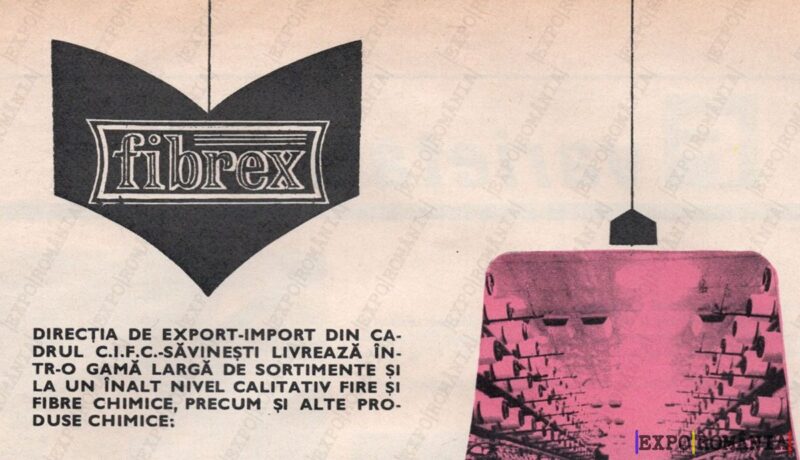 fibrex
DIRECȚIA DE EXPORT-IMPORT DIN CA-
DRUL C.I.F.C.-SĂVINEȘTI LIVREAZĂ ÎN-
TR-O GAMĂ LARGĂ DE SORTIMENTE ȘI
LA UN ÎNALT NIVEL CALITATIV FIRE ȘI
FIBRE CHIMICE, PRECUM ȘI ALTE PRO-
DUSE CHIMICE:
|EXPO|ROMÂNIA|